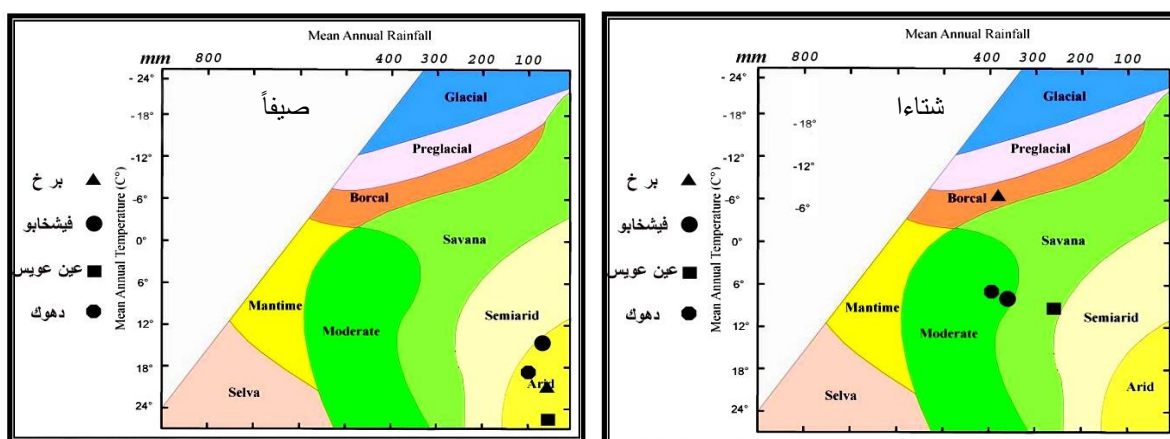 Mean Annual Rainfall
mm 800 400 300 200 100
- 24°
- 18°
- 12°
-6°
0°
6°
12°
18°
24°
Mean Annual Temperature (C°)
صيفاً
Glacial
Preglacial
Borcal
Savana
Mantime
Moderate
Semiarid
Selva
Arid
بر خ
فيشخابو
عين عويس
دهوك
Mean Annual Rainfall
mm 800 400 300 200 100
- 24°
- 18°
-12°
-6°
0°
6°
12°
18°
24°
Mean Annual Temperature (C°)
- 18°
-12°
-6°
شتاءا
Glacial
Preglacial
Borcal
Savana
Mantime
Moderate
Semiarid
Selva
Arid
بر خ
فيشخابو
عين عويس
دهوك